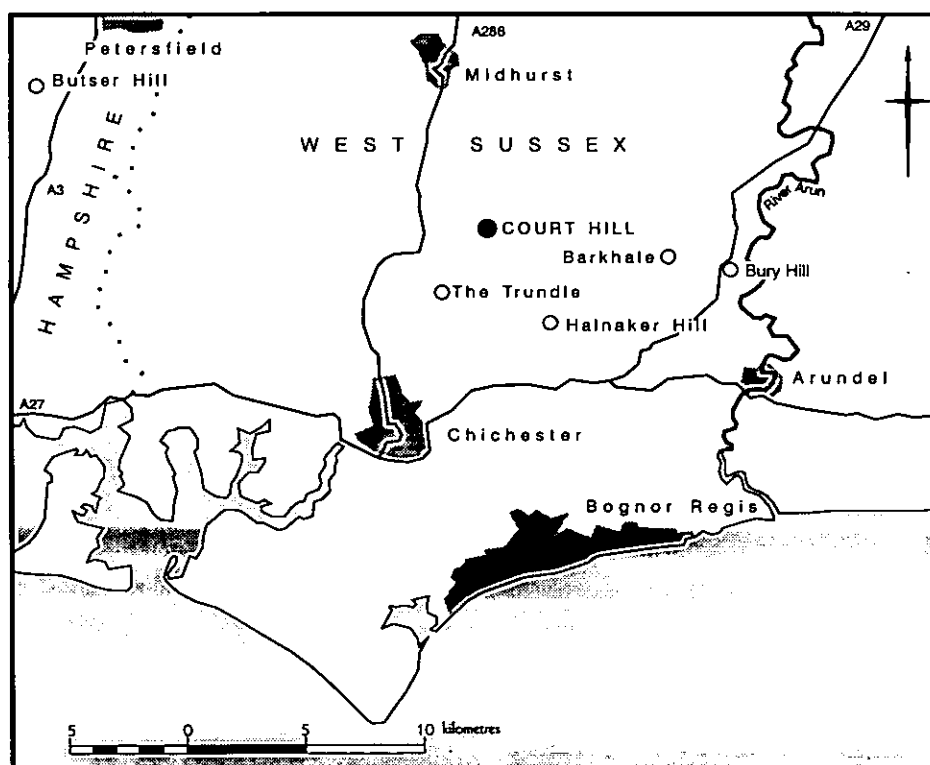 A286
A29
Petersfield
Butser Hill
Midhurst
WEST SUSSEX
HAMPSHIRE
A3
River Arun
COURT HILL
Barkhale
Bury Hill
The Trundle
Halnaker Hill
Arundel
A27
Chichester
Bognor Regis
5 0 5 10 kilometres